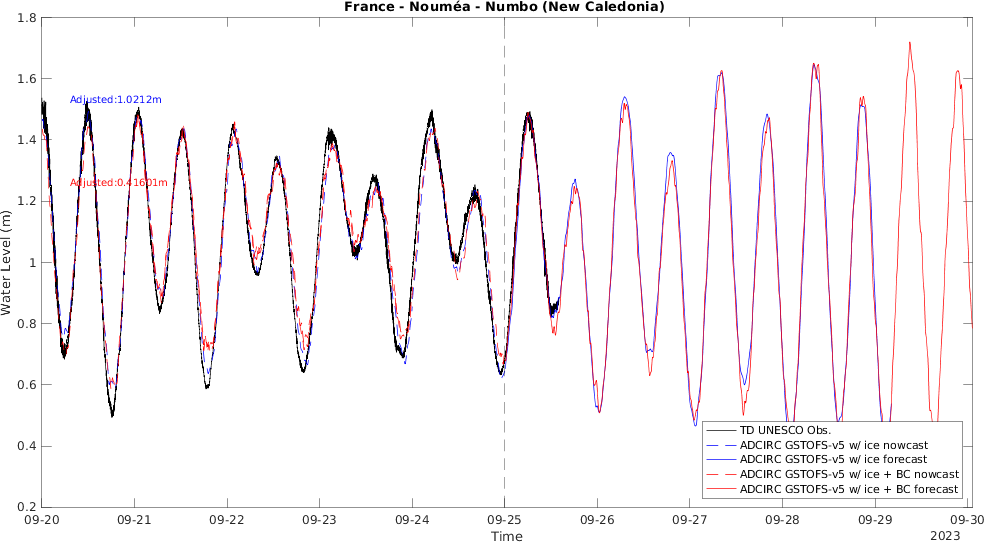 France - Nouméa - Numbo (New Caledonia)
1.8
1.6
1.4
1.2
1
0.8
0.6
0.4
0.2
Water Level (m)
Adjusted:1.0212m
Adjusted:0.41601m
TD UNESCO Obs.
ADCIRC GSTOFS-v5 w/ ice nowcast
ADCIRC GSTOFS-v5 w/ ice forecast
ADCIRC GSTOFS-v5 w/ ice + BC nowcast
ADCIRC GSTOFS-v5 w/ ice + BC forecast
09-20 09-21 09-22 09-23 09-24 09-25 09-26 09-27 09-28 09-29 09-30
Time
2023